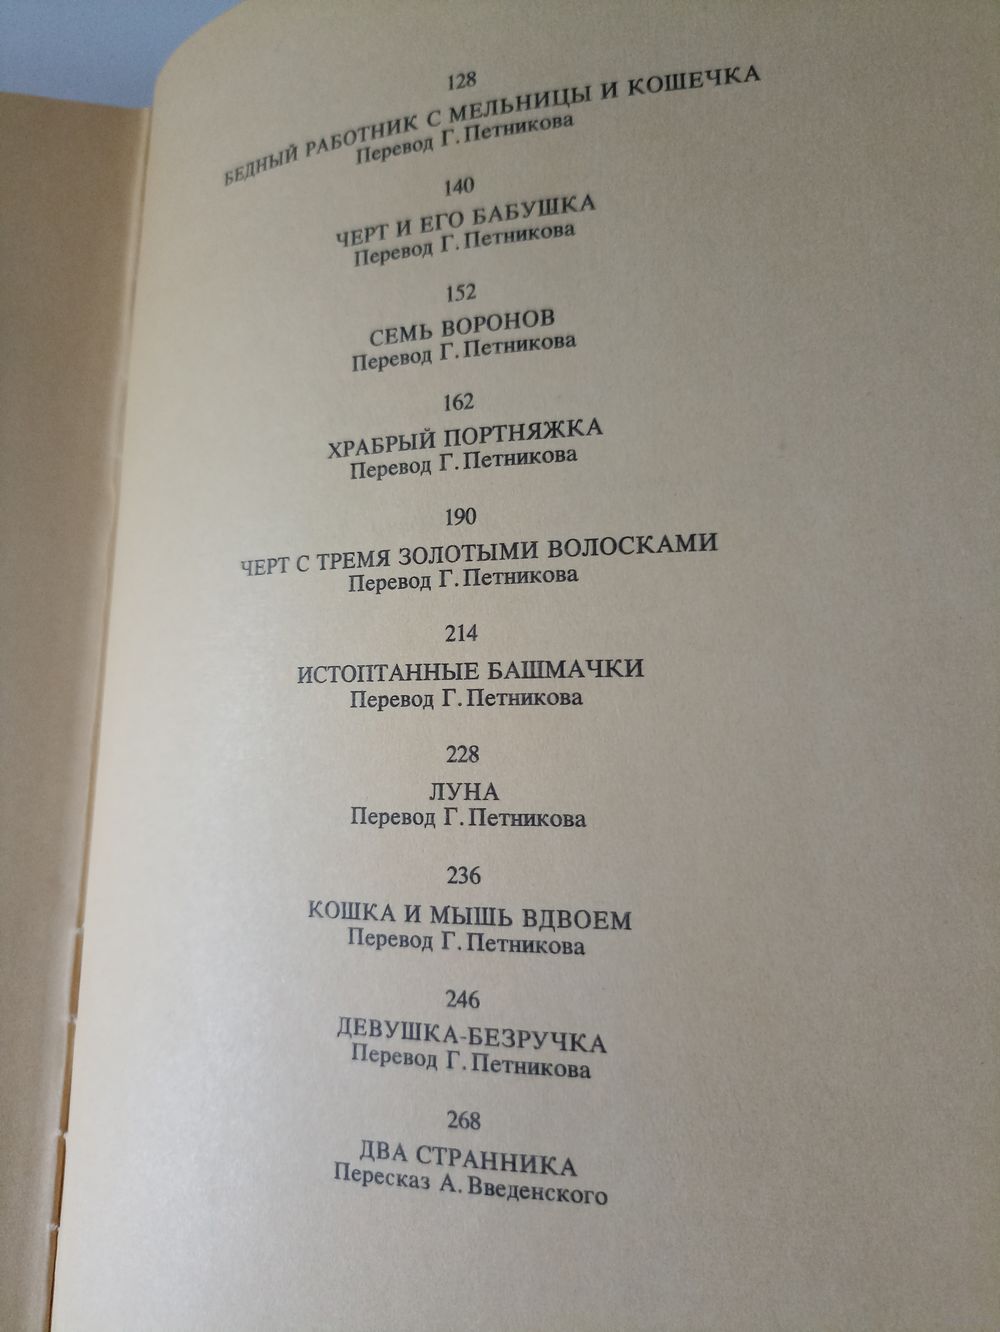 128
БЕДНЫЙ РАБОТНИК С МЕЛЬНИЦЫ И КОШЕЧКА
Перевод Г. Петникова
140
ЧЕРТ И ЕГО БАБУШКА
Перевод Г. Петникова
152
СЕМЬ ВОРОНОВ
Перевод Г. Петникова
162
ХРАБРЫЙ ПОРТНЯЖКА
Перевод Г. Петникова
190
ЧЕРТ С ТРЕМЯ ЗОЛОТЫМИ ВОЛОСКАМИ
Перевод Г. Петникова
214
ИСТОПТАННЫЕ БАШМАЧКИ
Перевод Г. Петникова
228
ЛУНА
Перевод Г. Петникова
236
КОШКА И МЫШЬ ВДВОЕМ
Перевод Г. Петникова
246
ДЕВУШКА-БЕЗРУЧКА
Перевод Г. Петникова
268
ДВА СТРАННИКА
Пересказ А. Введенского